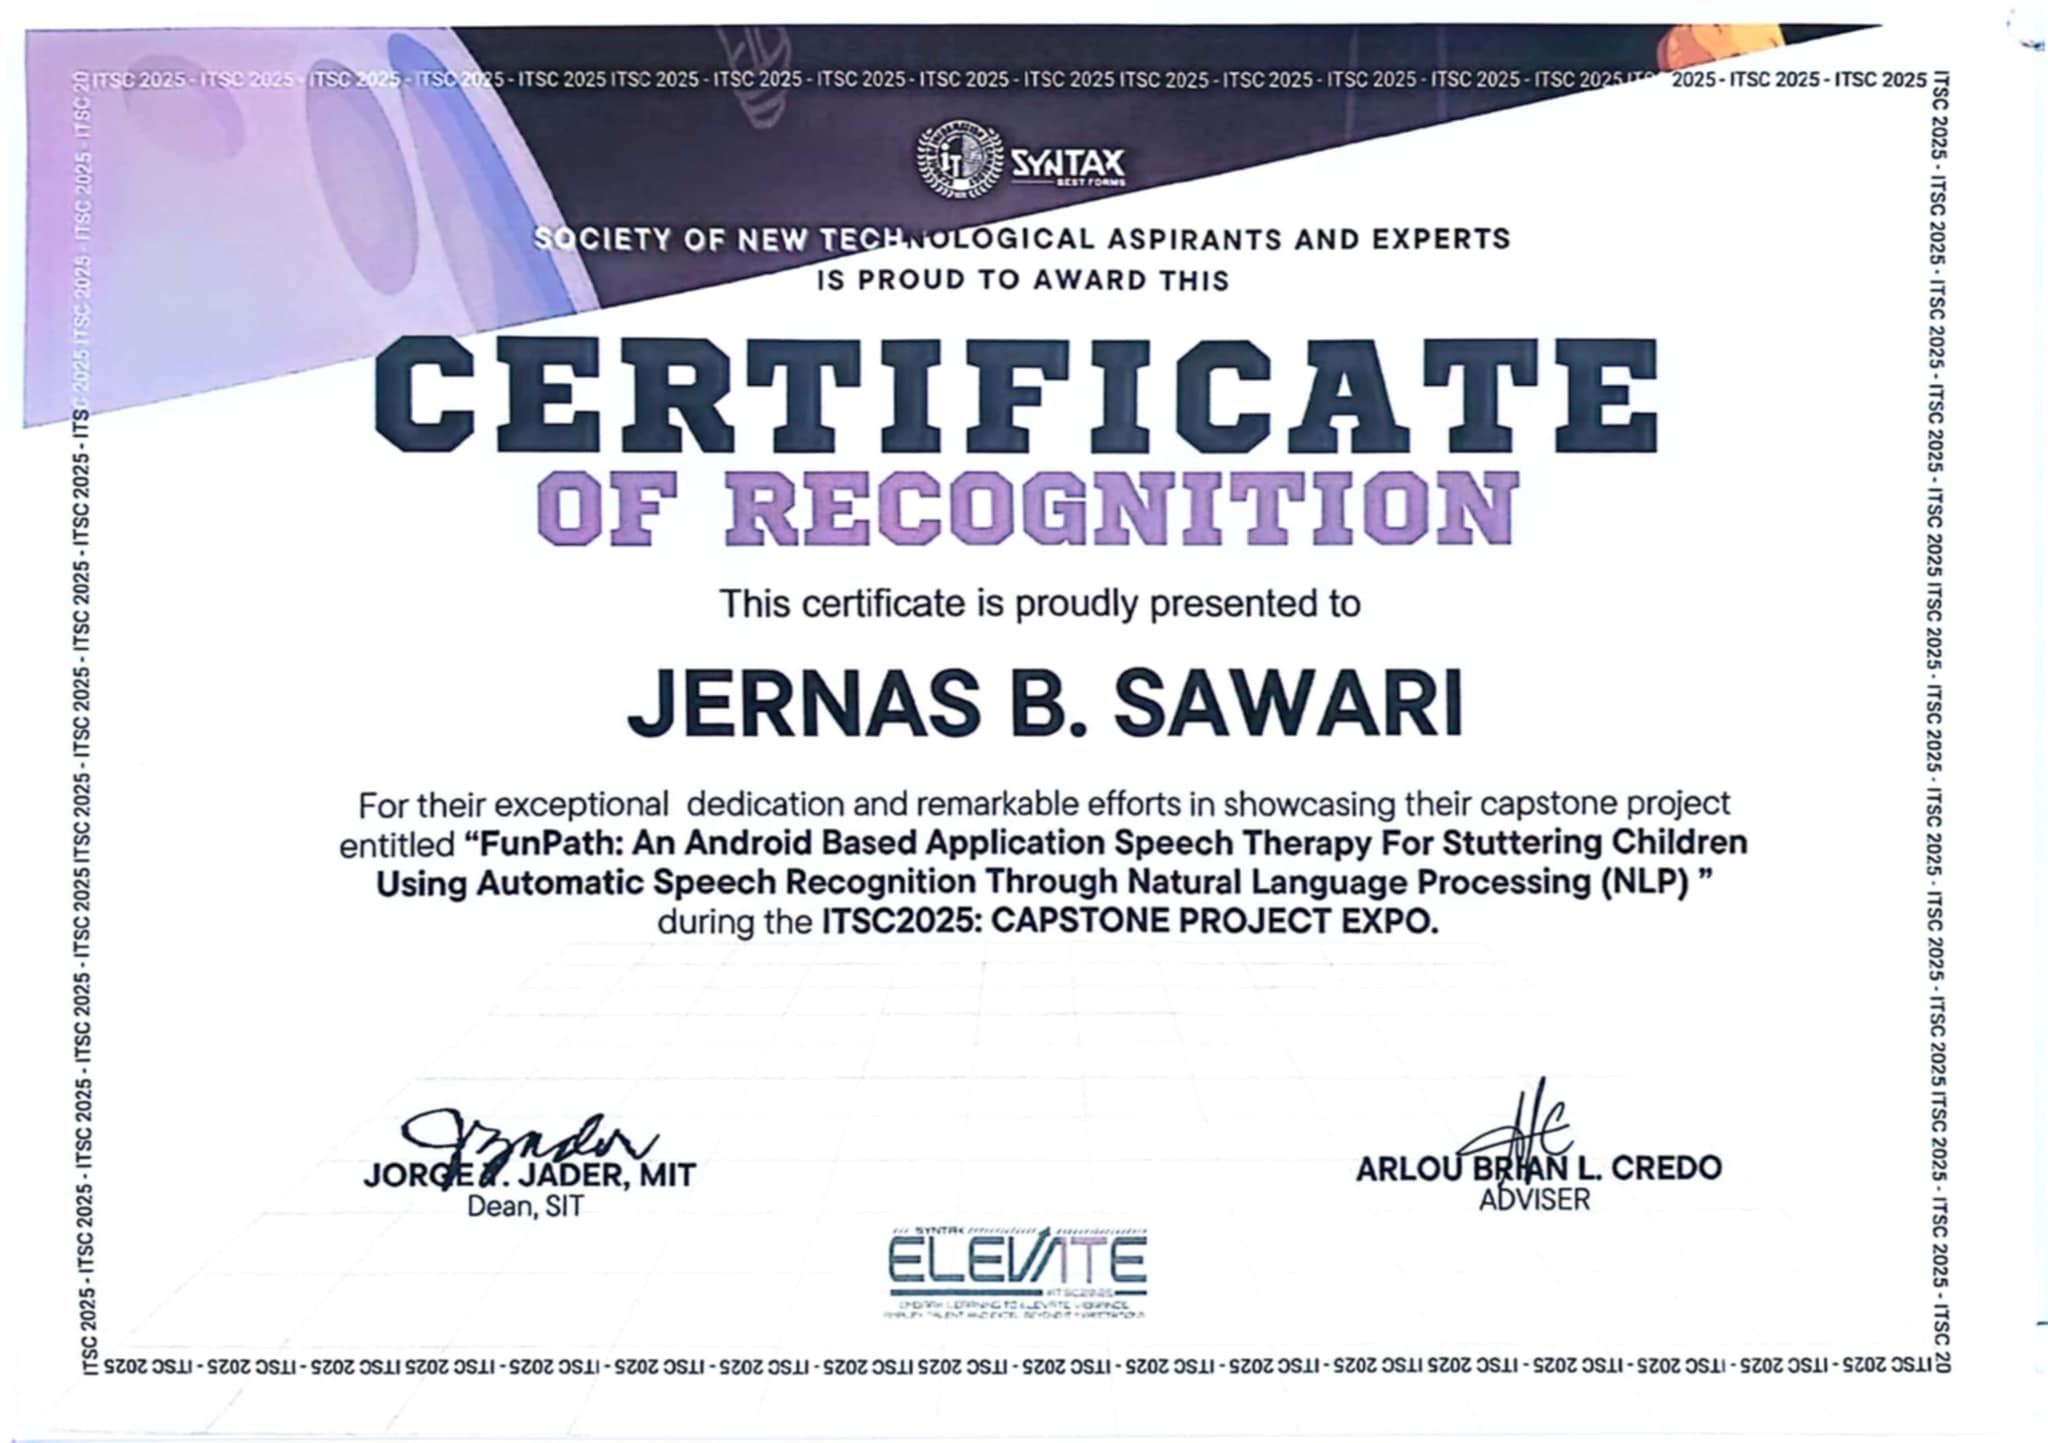 ITSC 2025 - ITSC 2025 - ITSC 2025 - ITSC 2025 - ITSC 2025 ITSC 2025 - ITSC 2025 - ITSC 2025 - ITSC 2025 - ITSC 2025 ITSC 2025 - ITSC 2025 - ITSC 2025 - ITSC 2025 - ITSC 2025 2025 - ITSC 2025 - ITSC 2025
IT SYNTAX
BEST FORMS
SOCIETY OF NEW TECHNOLOGICAL ASPIRANTS AND EXPERTS
IS PROUD TO AWARD THIS
CERTIFICATE
OF RECOGNITION
This certificate is proudly presented to
JERNAS B. SAWARI
For their exceptional dedication and remarkable efforts in showcasing their capstone project
entitled “FunPath: An Android Based Application Speech Therapy For Stuttering Children
Using Automatic Speech Recognition Through Natural Language Processing (NLP) ”
during the ITSC2025: CAPSTONE PROJECT EXPO.
JORGE JADER, MIT
Dean, SIT
ARLOU BRIAN L. CREDO
ADVISER
SYNTAX
ELEVATE
ITSC2025
ITSC 2025 - ITSC 2025 - ITSC 2025 - ITSC 2025 ITSC 2025 - ITSC 2025 - ITSC 2025 - ITSC 2025 - ITSC 2025 ITSC 2025 - ITSC 2025 - ITSC 2025 - ITSC 2025 ITSC 2025 - ITSC 2025 - ITSC 2025 - ITSC 2025 - ITSC 20